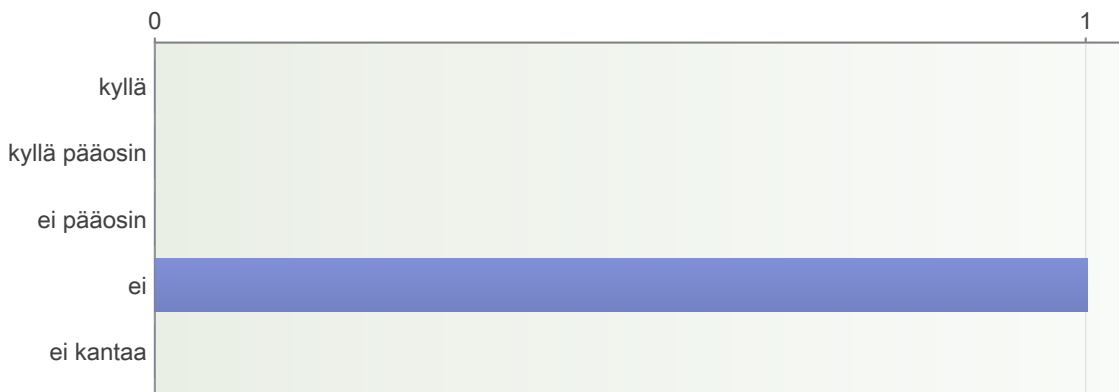 0 1
kyllä
kyllä pääosin
ei pääosin
ei
ei kantaa